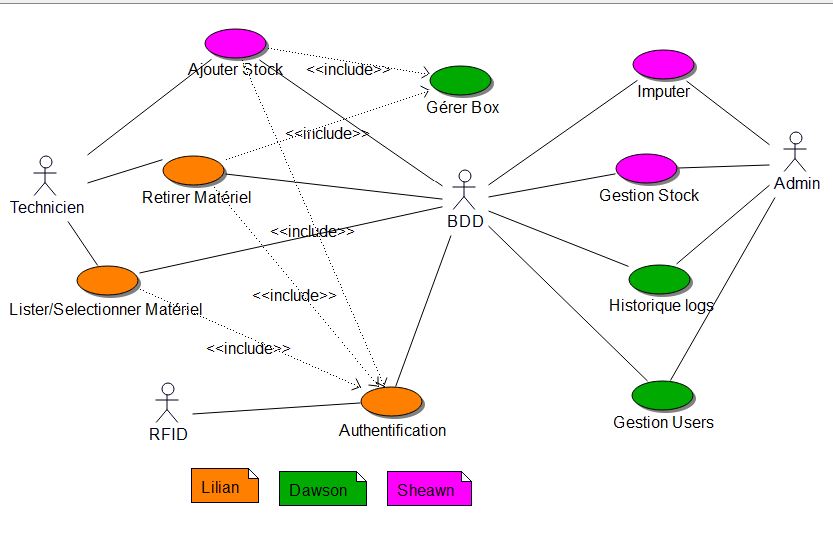 Ajouter Stock
<<include>>
Gérer Box
Imputer
<<include>>
Technicien
Retirer Matériel
BDD
Gestion Stock
Admin
<<include>>
Lister/Selectionner Matériel
<<include>>
Historique logs
<<include>>
RFID
Authentification
Gestion Users
Lilian
Dawson
Sheawn